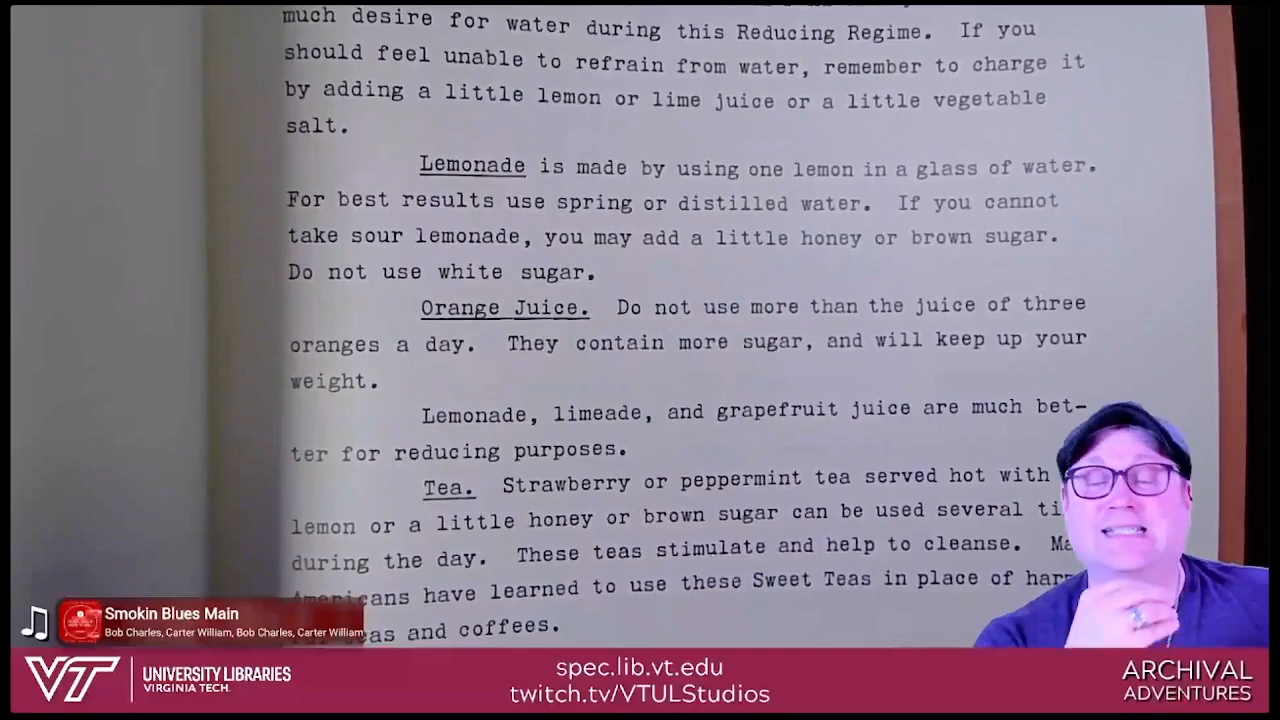 much desire for water during this Reducing Regime. If you
should feel unable to refrain from water, remember to charge it
by adding a little lemon or lime juice or a little vegetable
salt.
Lemonade is made by using one lemon in a glass of water.
For best results use spring or distilled water. If you cannot
take sour lemonade, you may add a little honey or brown sugar.
Do not use white sugar.
Orange Juice. Do not use more than the juice of three
oranges a day. They contain more sugar, and will keep up your
weight.
Lemonade, limeade, and grapefruit juice are much bet-
ter for reducing purposes.
Tea. Strawberry or peppermint tea served hot with
lemon or a little honey or brown sugar can be used several
during the day. These teas stimulate and help to cleanse.
Americans have learned to use these Sweet Teas in place of
and coffees.
Smokin Blues Main
Bob Charles, Carter William, Bob Charles, Carter William,
VT
UNIVERSITY LIBRARIES
VIRGINIA TECH.
spec.lib.vt.edu
twitch.tv/VTULStudios
ARCHIVAL
ADVENTURES